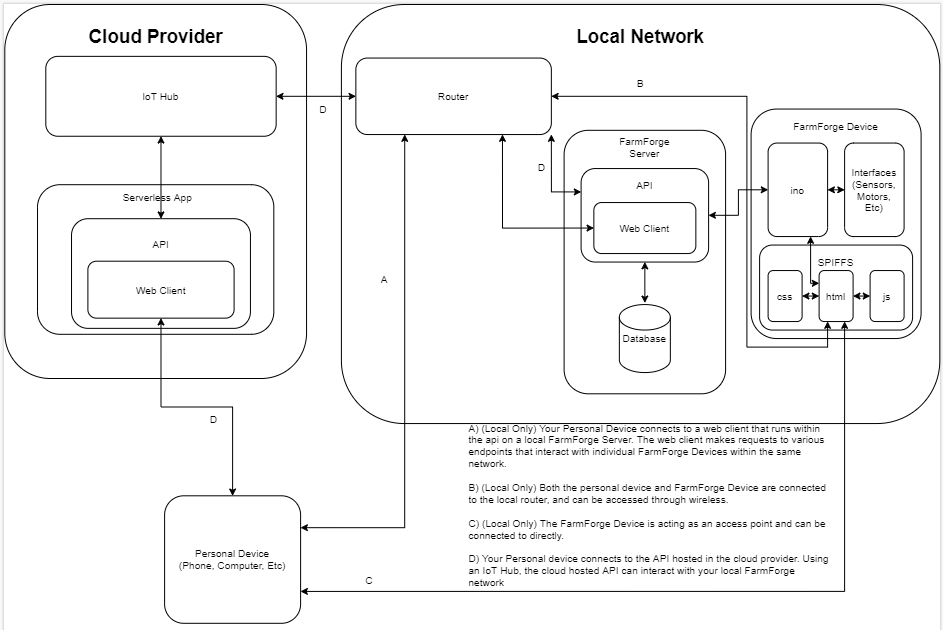 Cloud Provider
Local Network
IoT Hub
D
Router
B
FarmForge Device
FarmForge
Server
D
ino
Interfaces
(Sensors,
Motors,
Etc)
API
Web Client
Serverless App
API
Web Client
SPIFFS
css
html
js
A
Database
D
A) (Local Only) Your Personal Device connects to a web client that runs within
the api on a local FarmForge Server. The web client makes requests to various
endpoints that interact with individual FarmForge Devices within the same
network.
B) (Local Only) Both the personal device and FarmForge Device are connected
to the local router, and can be accessed through wireless.
C) (Local Only) The FarmForge Device is acting as an access point and can be
connected to directly.
D) Your Personal device connects to the API hosted in the cloud provider. Using
an IoT Hub, the cloud hosted API can interact with your local FarmForge
network
Personal Device
(Phone, Computer, Etc)
C